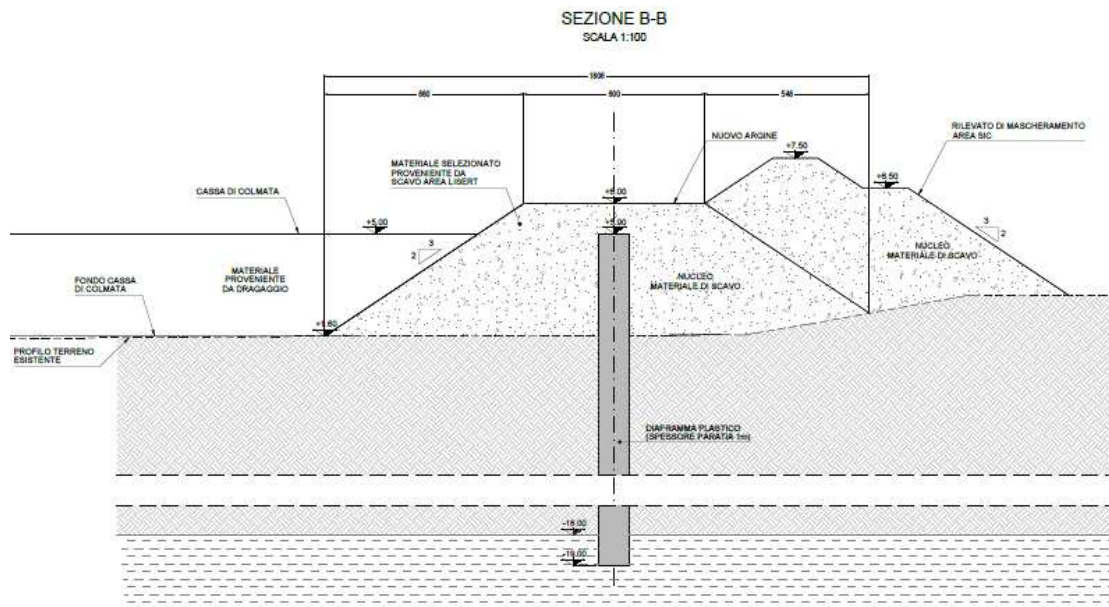 SEZIONE B-B
SCALA 1:100
1806
660
600
546
NUOVO ARGINE
RILEVATO DI MASCHERAMENTO
AREA SIC
+7.50
+6.50
MATERIALE SELEZIONATO
PROVENIENTE DA
SCAVO AREA LISERT
CASSA DI COLMATA
+6.00
+5.00
+5.00
3
2
3
2
NUCLEO
MATERIALE DI SCAVO
NUCLEO
MATERIALE DI SCAVO
MATERIALE
PROVENIENTE
DA DRAGAGGIO
FONDO CASSA
DI COLMATA
+1.60
PROFILO TERRENO
ESISTENTE
DIAFRAMMA PLASTICO
(SPESSORE PARATIA 1m)
-18.00
-19.00